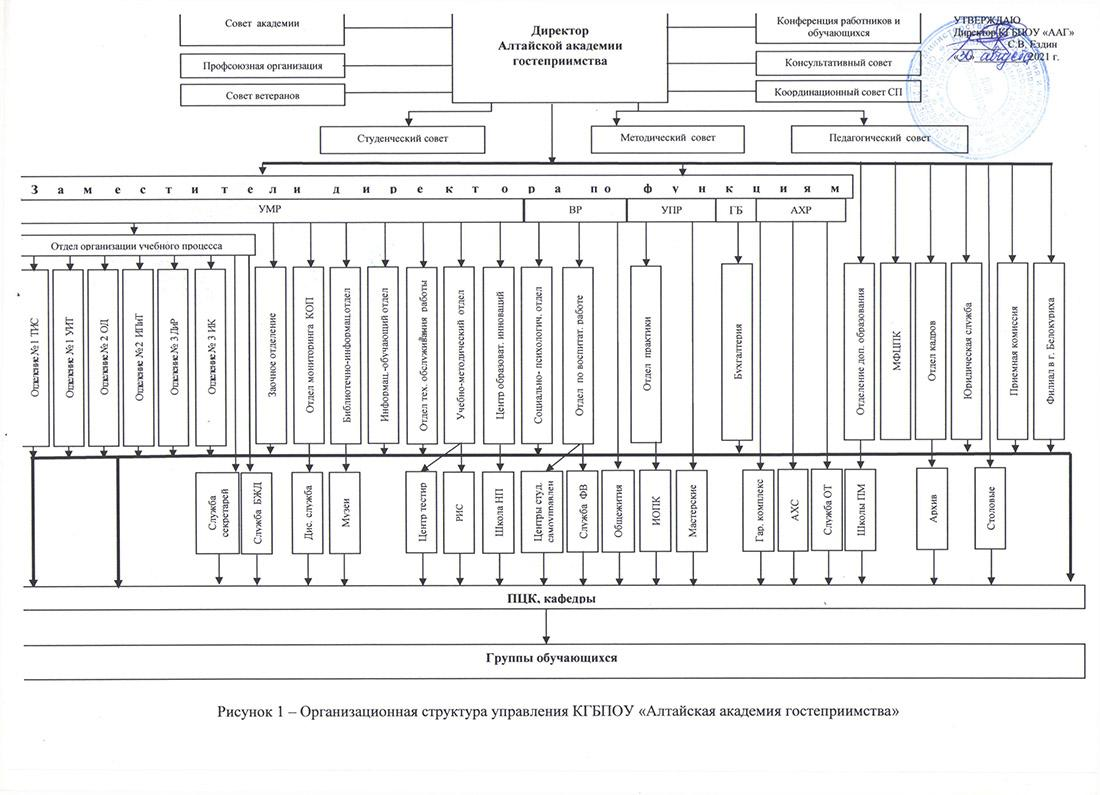 Совет академии
Профсоюзная организация
Совет ветеранов
Директор
Алтайской академии
гостеприимства
Конференция работников и
обучающихся
Консультативный совет
Координационный совет СП
УТВЕРЖДАЮ
Директор КГБПОУ «ААГ»
С.В. Ездин
«30» август 2021 г.
Студенческий совет
Методический совет
Педагогический совет
Заместители директора по функциям
УМР
ВР
УПР
ГБ
АХР
Отдел организации учебного процесса
Отделение № 1 ТИС
Отделение № 1 УИТ
Отделение № 2 ОД
Отделение № 2 ИПиТ
Отделение № 3 ДиР
Отделение № 3 ИК
Заочное отделение
Отдел мониторинга КОП
Библиотечно-информац.отдел
Информац.-обучающий отдел
Отдел тех. обслуживания работы
Учебно-методический отдел
Центр образоват. инноваций
Социально- психологич. отдел
Отдел по воспитат. работе
Отдел практики
Бухгалтерия
Отделение доп. образования
МФЦПК
Отдел кадров
Юридическая служба
Приемная комиссия
Филиал в г. Белокуриха
Служба
секретарей
Служба БЖД
Дис. служба
Музеи
Центр тестир
РИС
Школа НП
Центры студ.
самоуправлен
Служба ФВ
Общежития
ИОПК
Мастерские
Гар. комплекс
АХС
Служба ОТ
Школы ПМ
Архив
Столовые
ПЦК, кафедры
Группы обучающихся
Рисунок 1 – Организационная структура управления КГБПОУ «Алтайская академия гостеприимства»